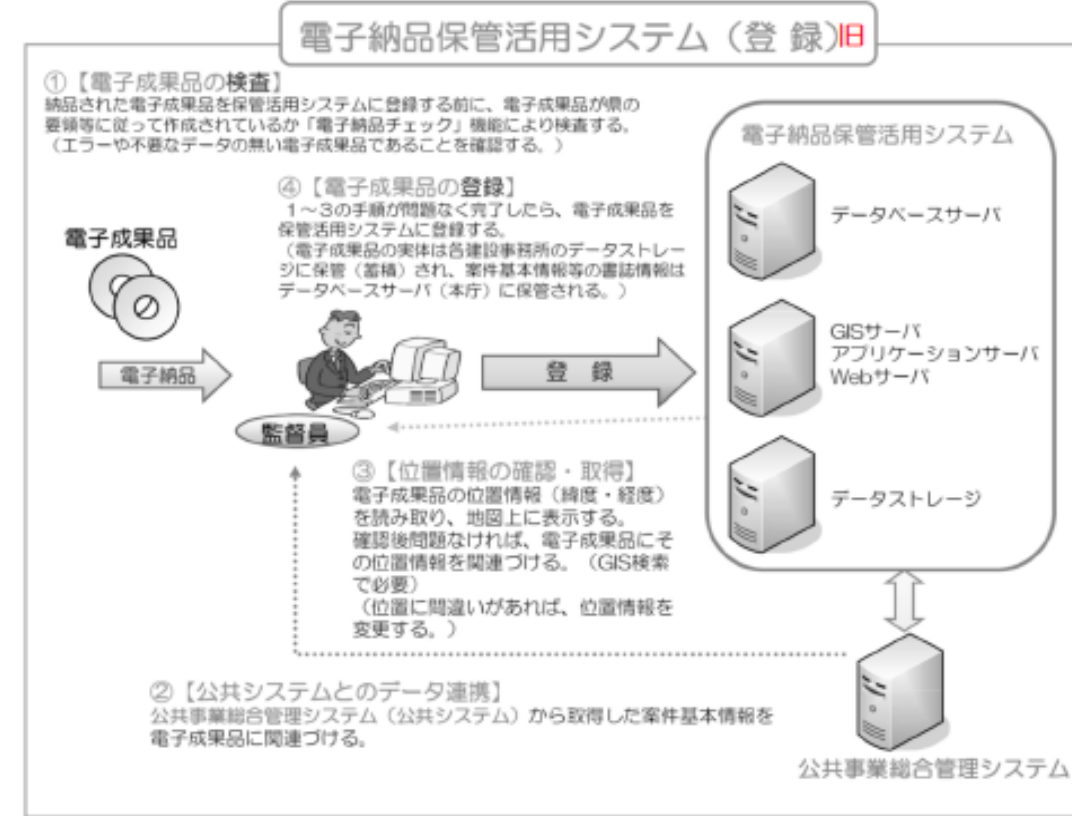 電子納品保管活用システム（登 録）旧
①【電子成果品の検査】
納品された電子成果品を保管活用システムに登録する前に、電子成果品が県の
要領等に従って作成されているか「電子納品チェック」機能により検査する。
（エラーや不要なデータの無い電子成果品であることを確認する。）
④【電子成果品の登録】
１～３の手順が問題なく完了したら、電子成果品を
保管活用システムに登録する。
（電子成果品の実体は各建設事務所のデータストレー
ジに保管（蓄積）され、案件基本情報等の書誌情報は
データベースサーバ（本庁）に保管される。）
電子成果品
電子納品
監督員
登 録
電子納品保管活用システム
データベースサーバ
GISサーバ
アプリケーションサーバ
Webサーバ
データストレージ
③【位置情報の確認・取得】
電子成果品の位置情報（緯度・経度）
を読み取り、地図上に表示する。
確認後問題なければ、電子成果品にそ
の位置情報を関連づける。（GIS検索
で必要）
（位置に間違いがあれば、位置情報を
変更する。）
②【公共システムとのデータ連携】
公共事業総合管理システム（公共システム）から取得した案件基本情報を
電子成果品に関連づける。
公共事業総合管理システム